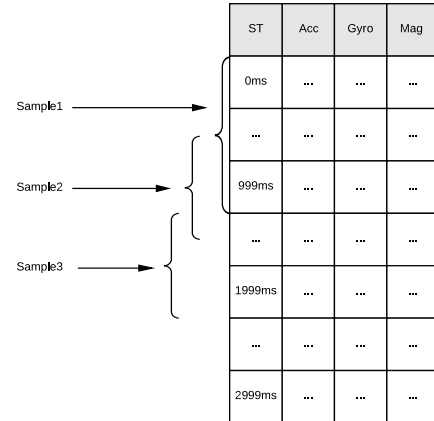 ST Acc Gyro Mag
0ms ... ... ...
Sample1
... ... ... ...
Sample2
999ms ... ... ...
... ... ... ...
Sample3
1999ms ... ... ...
... ... ... ...
2999ms ... ... ...